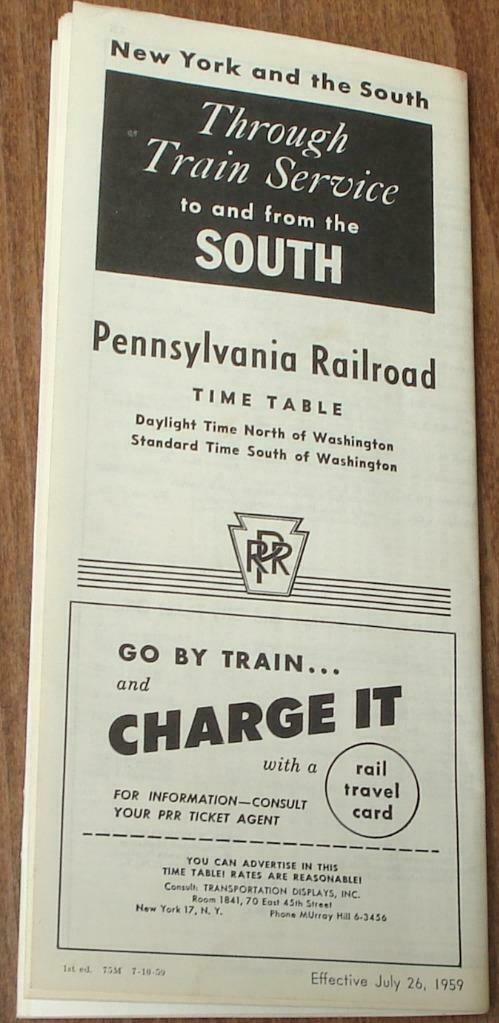 New York and the South
Through
Train Service
to and from the
SOUTH
Pennsylvania Railroad
TIME TABLE
Daylight Time North of Washington
Standard Time South of Washington
PRR
GO BY TRAIN...
and
CHARGE IT
with a
rail
travel
card
FOR INFORMATION—CONSULT
YOUR PRR TICKET AGENT
YOU CAN ADVERTISE IN THIS
TIME TABLE! RATES ARE REASONABLE!
Consult: TRANSPORTATION DISPLAYS, INC.
Room 1841, 70 East 45th Street
New York 17, N. Y. Phone MUrray Hill 6-3456
1st ed. 75M 7-10-59
Effective July 26, 1959